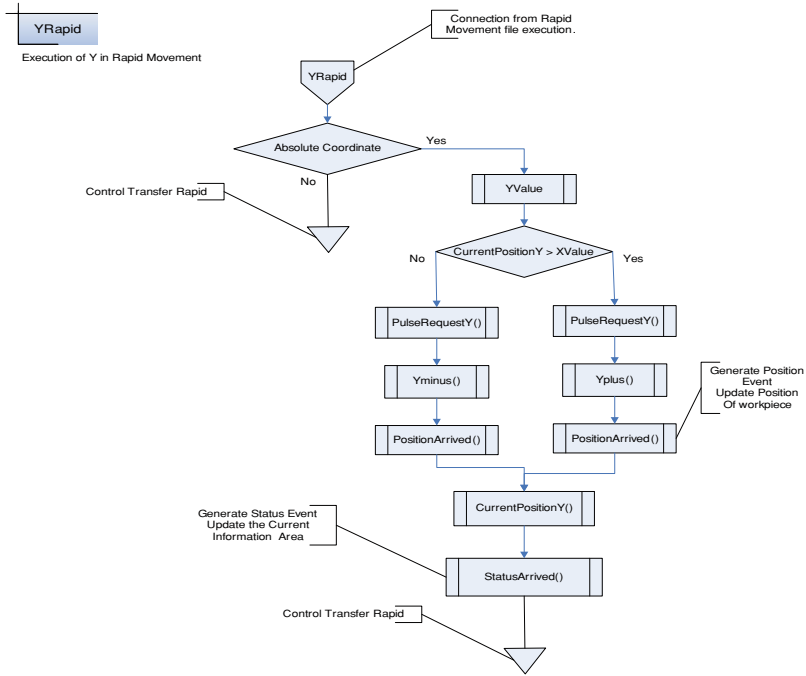 YRapid
Execution of Y in Rapid Movement
Connection from Rapid
Movement file execution.
YRapid
Absolute Coordinate
Yes
No
Control Transfer Rapid
YValue
CurrentPositionY > XValue
No
Yes
PulseRequestY()
PulseRequestY()
Yminus()
Yplus()
Generate Position
Event
Update Position
Of workpiece
PositionArrived()
PositionArrived()
CurrentPositionY()
Generate Status Event
Update the Current
Information Area
StatusArrived()
Control Transfer Rapid